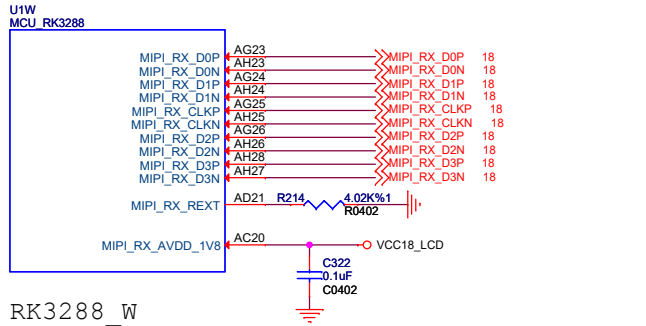 U1W
MCU_RK3288
MIPI_RX_D0P AG23 MIPI_RX_D0P 18
MIPI_RX_D0N AH23 MIPI_RX_D0N 18
MIPI_RX_D1P AG24 MIPI_RX_D1P 18
MIPI_RX_D1N AH24 MIPI_RX_D1N 18
MIPI_RX_CLKP AG25 MIPI_RX_CLKP 18
MIPI_RX_CLKN AH25 MIPI_RX_CLKN 18
MIPI_RX_D2P AG26 MIPI_RX_D2P 18
MIPI_RX_D2N AH26 MIPI_RX_D2N 18
MIPI_RX_D3P AH28 MIPI_RX_D3P 18
MIPI_RX_D3N AH27 MIPI_RX_D3N 18
MIPI_RX_REXT AD21 R214 4.02K%1
R0402
MIPI_RX_AVDD_1V8 AC20 VCC18_LCD
C322
0.1uF
C0402
RK3288_W